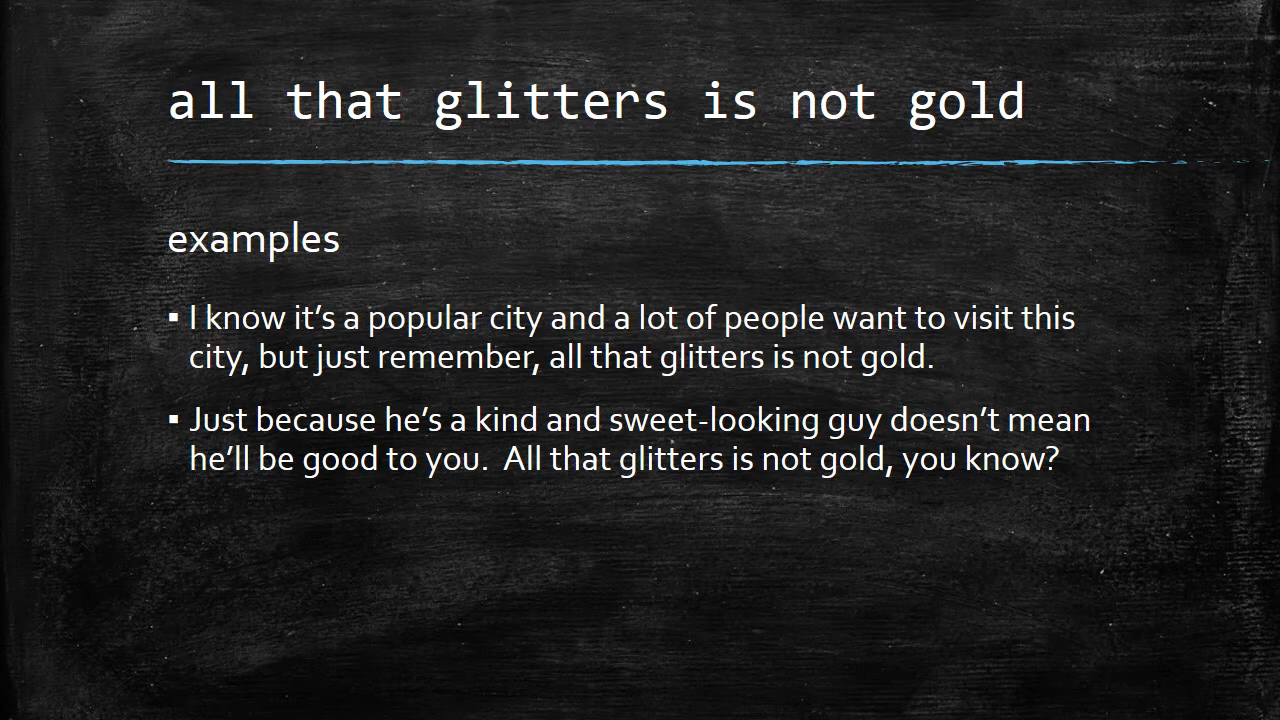 all that glitters is not gold
examples
▪ I know it’s a popular city and a lot of people want to visit this
city, but just remember, all that glitters is not gold.
▪ Just because he’s a kind and sweet-looking guy doesn’t mean
he’ll be good to you.  All that glitters is not gold, you know?